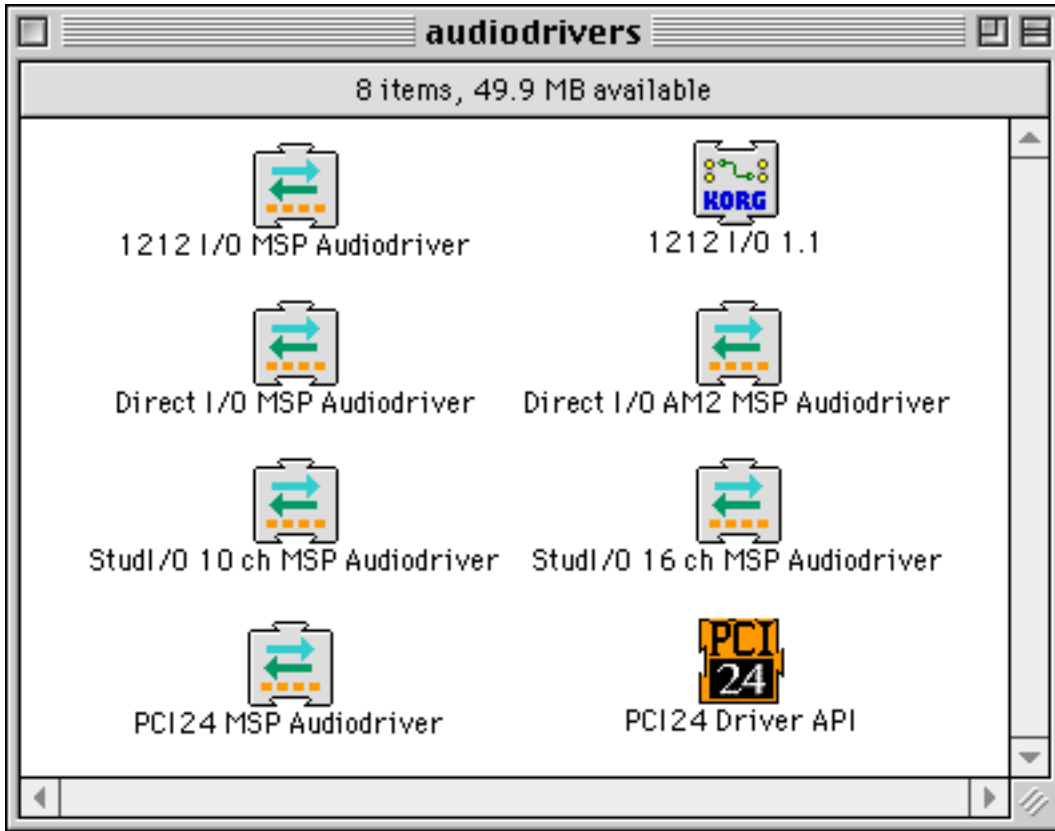 audiodrivers
8 items, 49.9 MB available
KORG
1212 I/O MSP Audiodriver
1212 I/O 1.1
Direct I/O MSP Audiodriver
Direct I/O AM2 MSP Audiodriver
StudI/O 10 ch MSP Audiodriver
StudI/O 16 ch MSP Audiodriver
PCI
24
PCI24 MSP Audiodriver
PCI24 Driver API